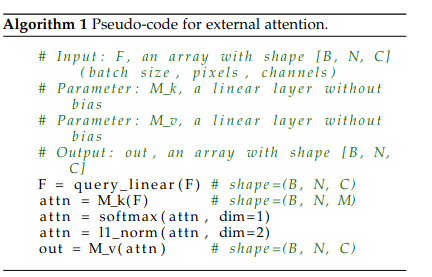 Algorithm 1 Pseudo-code for external attention.
# Input: F, an array with shape [B, N, C]
(batch size, pixels, channels)
# Parameter: M_k, a linear layer without
bias
# Parameter: M_v, a linear layer without
bias
# Output: out, an array with shape [B, N,
C]
F = query_linear(F) # shape=(B, N, C)
attn = M_k(F) # shape=(B, N, M)
attn = softmax(attn, dim=1)
attn = l1_norm(attn, dim=2)
out = M_v(attn) # shape=(B, N, C)